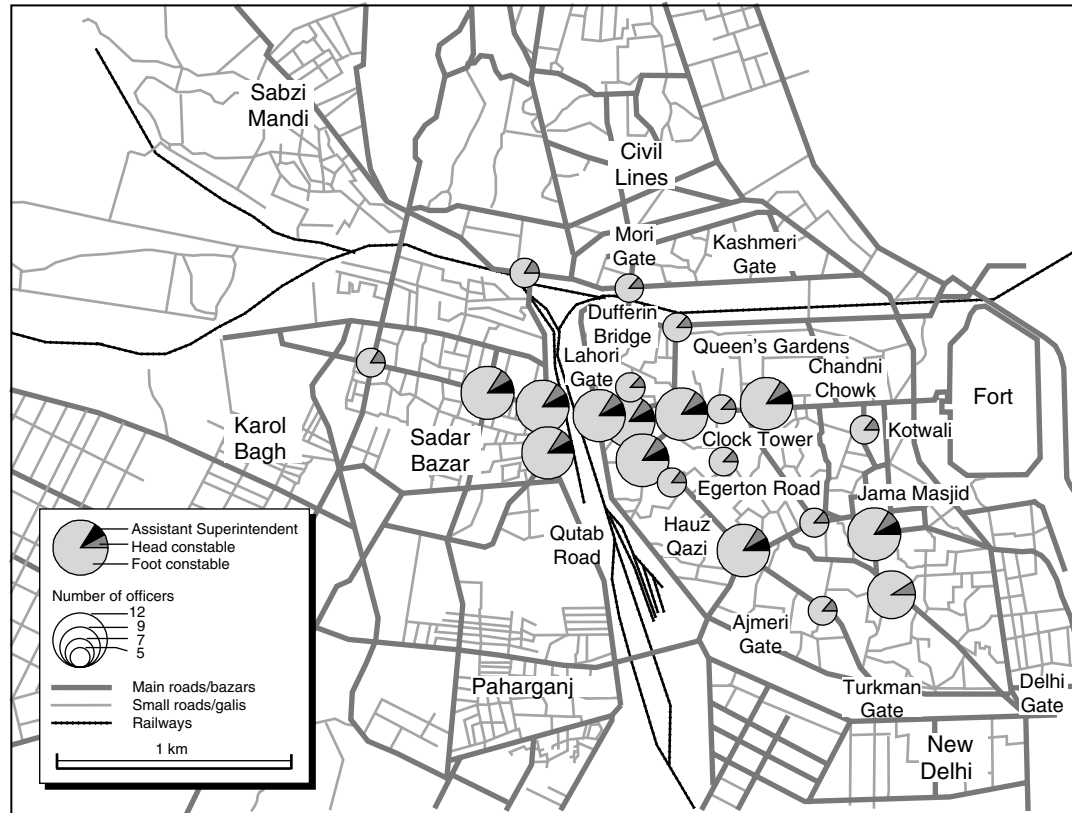 Sabzi
Mandi
Civil
Lines
Mori
Gate
Kashmeri
Gate
Dufferin
Bridge
Queen's Gardens
Lahori
Gate
Chandni
Chowk
Fort
Karol
Bagh
Sadar
Bazar
Clock Tower
Kotwali
Egerton Road
Jama Masjid
Qutab
Road
Hauz
Qazi
Ajmeri
Gate
Paharganj
Turkman
Gate
Delhi
Gate
New
Delhi
Assistant Superintendent
Head constable
Foot constable
Number of officers
12
9
7
5
Main roads/bazars
Small roads/galis
Railways
1 km